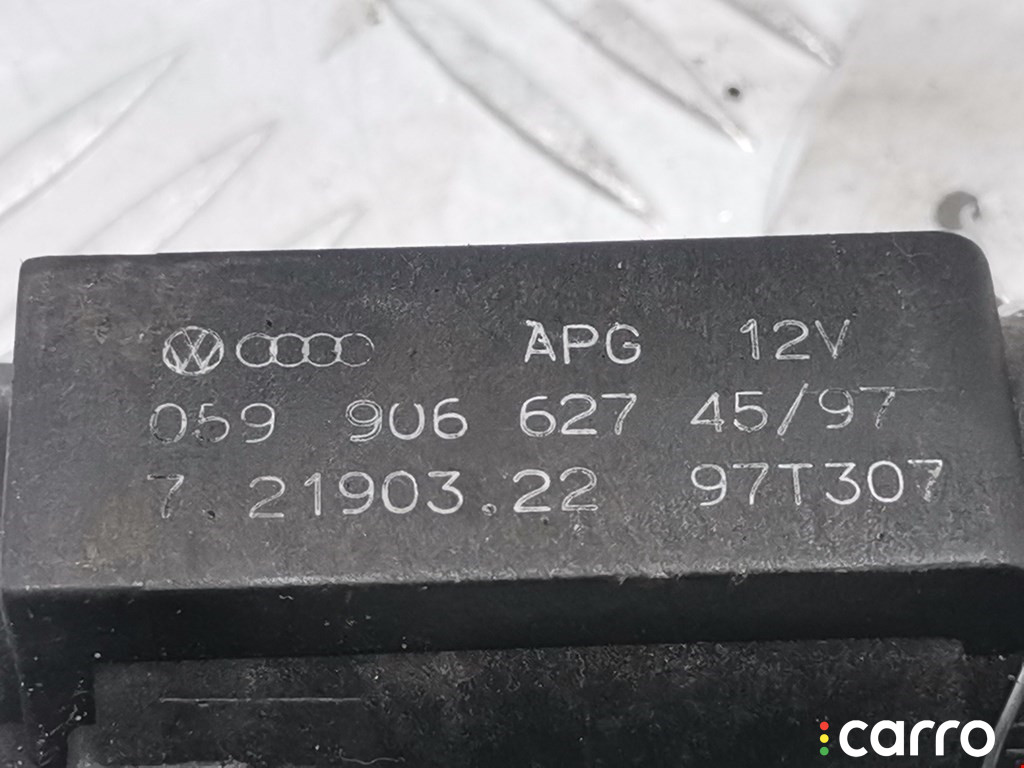 APG 12V
059 906 627 45/97
7.21903.22 97T307
carro